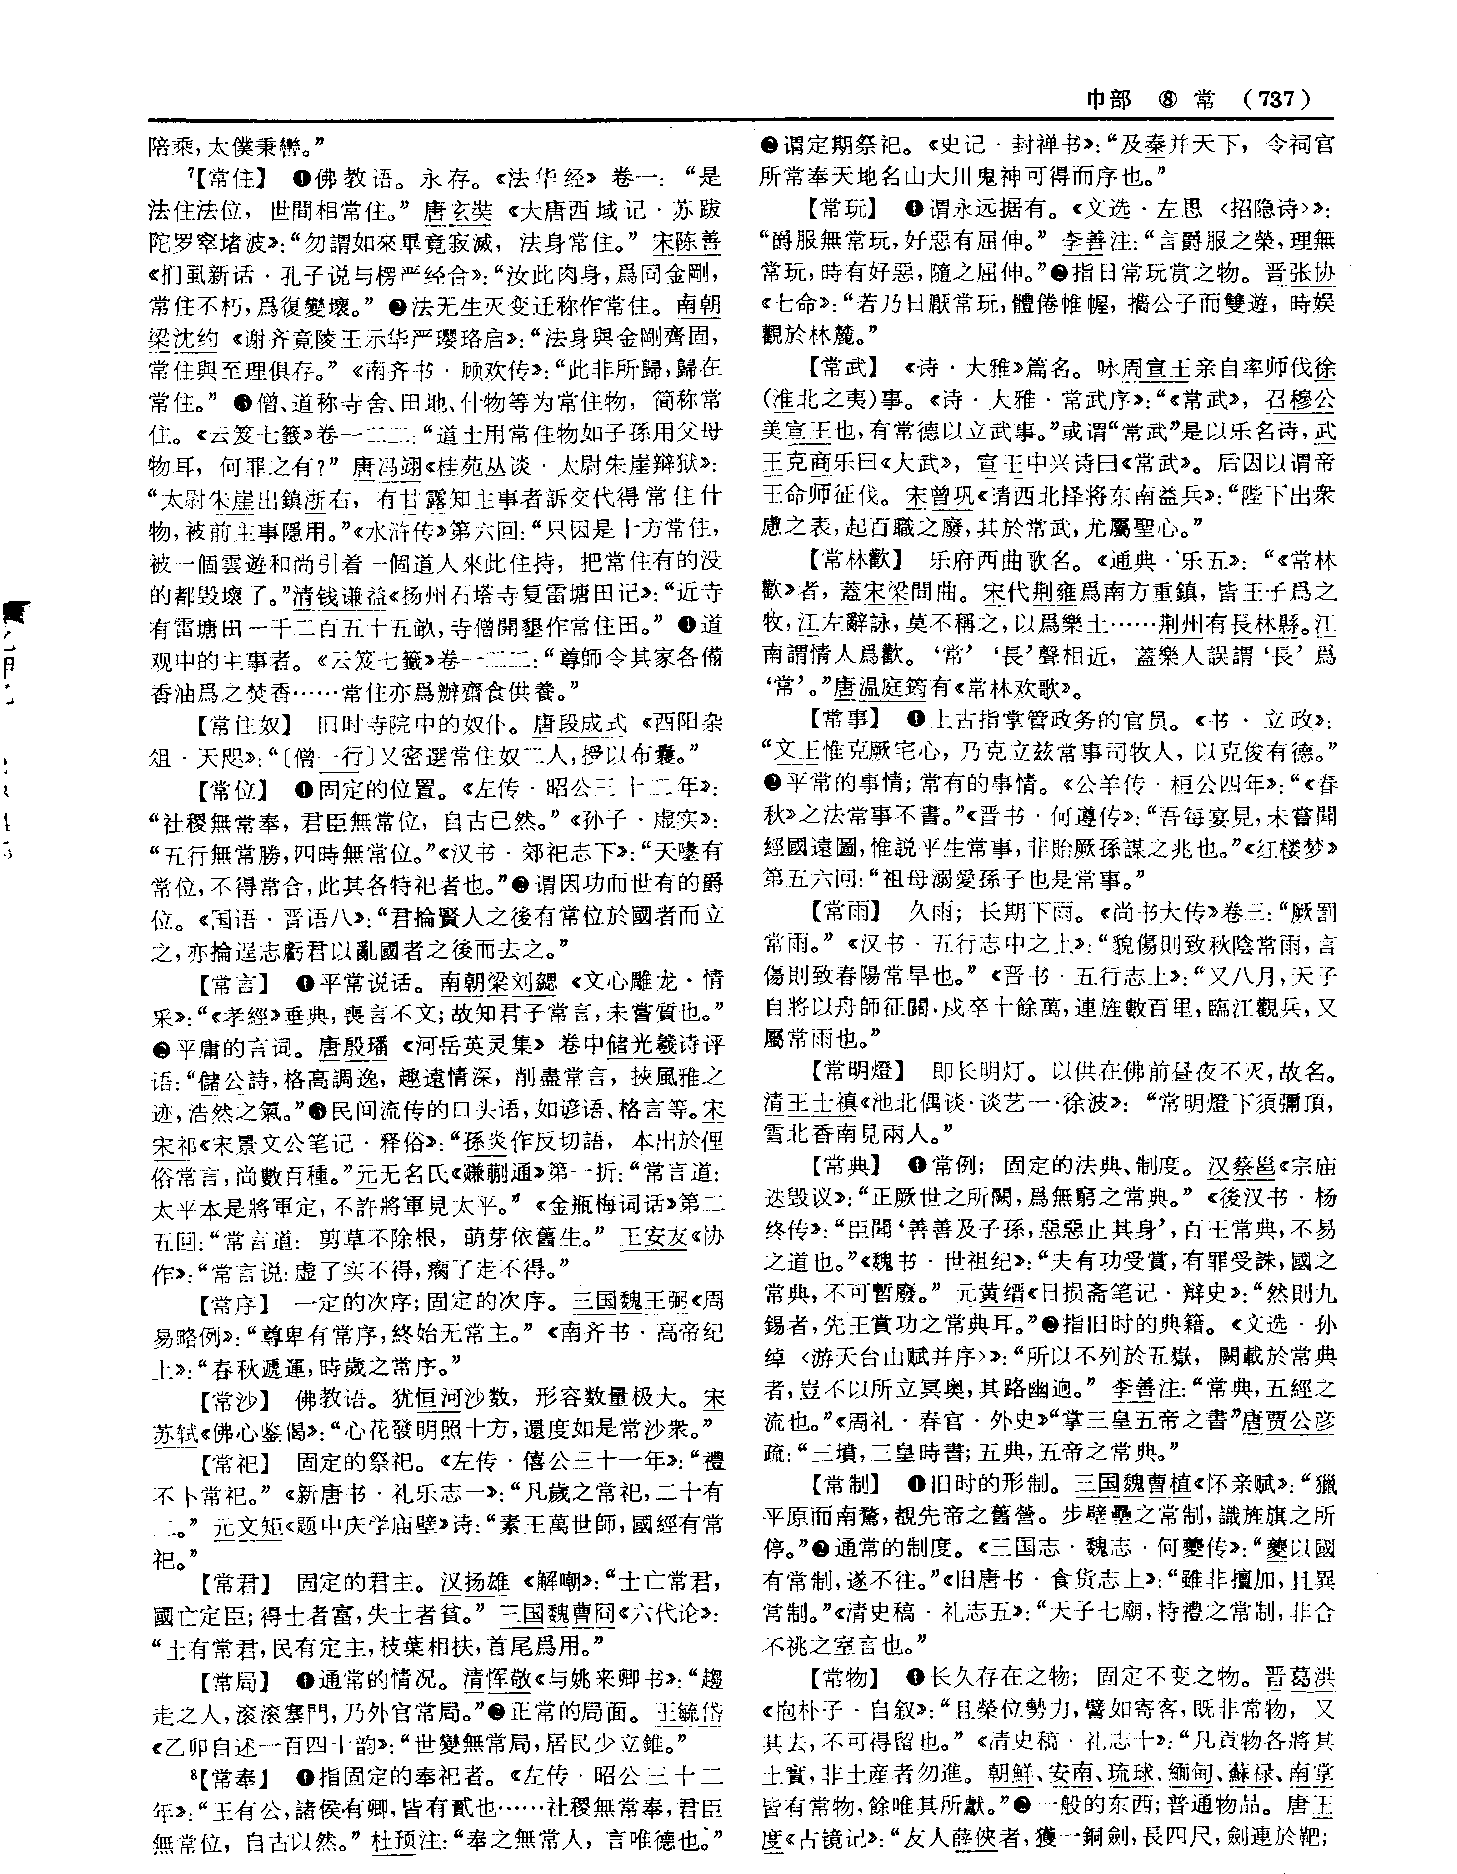 巾部 ⑧ 常 (737)
陪乘，太僕秉轡。”
⁷【常住】 ❶佛教语。永存。《法华经》卷一：“是
法住法位，世間相常住。”唐玄奘《大唐西域记·苏跋
陀罗窣堵波》：“勿謂如來畢竟寂滅，法身常住。”宋陈善
《扪虱新话·孔子说与楞严经合》：“汝此肉身，爲同金剛，
常住不朽，爲復變壞。”❷法无生灭变迁称作常住。南朝
梁沈约《谢齐竟陵王示华严璎珞启》：“法身與金剛齊固，
常住與至理俱存。”《南齐书·顾欢传》：“此非所歸，歸在
常住。”❸僧、道称寺舍、田地、什物等为常住物，简称常
住。《云笈七籤》卷一二二：“道士用常住物如子孫用父母
物耳，何罪之有？”唐冯翊《桂苑丛谈·太尉朱崖辩狱》：
“太尉朱崖出鎮浙右，有甘露知主事者訴交代得常住什
物，被前主事隱用。”《水浒传》第六回：“只因是十方常住，
被一個雲遊和尚引着一個道人來此住持，把常住有的没
的都毁壞了。”清钱谦益《扬州石塔寺复雷塘田记》：“近寺
有雷塘田一千二百五十五畝，寺僧開墾作常住田。”❹道
观中的主事者。《云笈七籤》卷一二二：“尊師令其家各備
香油爲之焚香……常住亦爲辦齋食供養。”
【常住奴】 旧时寺院中的奴仆。唐段成式《酉阳杂
俎·天咫》：“〔僧一行〕又密選常住奴二人，授以布囊。”
【常位】 ❶固定的位置。《左传·昭公三十二年》：
“社稷無常奉，君臣無常位，自古已然。”《孙子·虚实》：
“五行無常勝，四時無常位。”《汉书·郊祀志下》：“天墜有
常位，不得常合，此其各特祀者也。”❷谓因功而世有的爵
位。《国语·晋语八》：“君掄賢人之後有常位於國者而立
之，亦掄逞志虧君以亂國者之後而去之。”
【常言】 ❶平常说话。南朝梁刘勰《文心雕龙·情
采》：“《孝經》垂典，喪言不文；故知君子常言，未嘗質也。”
❷平庸的言词。唐殷璠《河岳英灵集》卷中储光羲诗评
语：“儲公詩，格高調逸，趣遠情深，削盡常言，挾風雅之
迹，浩然之氣。”❸民间流传的口头语，如谚语、格言等。宋
宋祁《宋景文公笔记·释俗》：“孫炎作反切語，本出於俚
俗常言，尚數百種。”元无名氏《赚蒯通》第一折：“常言道：
太平本是將軍定，不許將軍見太平。”《金瓶梅词话》第二
五回：“常言道：剪草不除根，萌芽依舊生。”王安友《协
作》：“常言说：虚了实不得，瘸了走不得。”
【常序】 一定的次序；固定的次序。三国魏王弼《周
易略例》：“尊卑有常序，終始无常主。”《南齐书·高帝纪
上》：“春秋遞運，時歲之常序。”
【常沙】 佛教语。犹恒河沙数，形容数量极大。宋
苏轼《佛心鉴偈》：“心花發明照十方，還度如是常沙衆。”
【常祀】 固定的祭祀。《左传·僖公三十一年》：“禮
不卜常祀。”《新唐书·礼乐志一》：“凡歲之常祀，二十有
二。”元文矩《题中庆学庙壁》诗：“素王萬世師，國經有常
祀。”
【常君】 固定的君主。汉扬雄《解嘲》：“士亡常君，
國亡定臣；得士者富，失士者貧。”三国魏曹冏《六代论》：
“土有常君，民有定主，枝葉相扶，首尾爲用。”
【常局】 ❶通常的情况。清恽敬《与姚来卿书》：“趨
走之人，滚滚塞門，乃外官常局。”❷正常的局面。王毓岱
《乙卯自述一百四十韵》：“世變無常局，居民少立錐。”
⁸【常奉】 ❶指固定的奉祀者。《左传·昭公三十二
年》：“王有公，諸侯有卿，皆有貳也……社稷無常奉，君臣
無常位，自古以然。”杜预注：“奉之無常人，言唯德也。”
❷谓定期祭祀。《史记·封禅书》：“及秦并天下，令祠官
所常奉天地名山大川鬼神可得而序也。”
【常玩】 ❶谓永远据有。《文选·左思〈招隐诗〉》：
“爵服無常玩，好惡有屈伸。”李善注：“言爵服之榮，理無
常玩，時有好惡，隨之屈伸。”❷指日常玩赏之物。晋张协
《七命》：“若乃目厭常玩，體倦帷幄，攜公子而雙遊，時娱
觀於林麓。”
【常武】 《诗·大雅》篇名。咏周宣王亲自率师伐徐
(淮北之夷)事。《诗·大雅·常武序》：“《常武》，召穆公
美宣王也，有常德以立武事。”或谓“常武”是以乐名诗，武
王克商乐曰《大武》，宣王中兴诗曰《常武》。后因以谓帝
王命师征伐。宋曾巩《请西北择将东南益兵》：“陛下出衆
慮之表，起百職之廢，其於常武，尤屬聖心。”
【常林歡】 乐府西曲歌名。《通典·乐五》：“《常林
歡》者，蓋宋梁間曲。宋代荆雍爲南方重鎮，皆王子爲之
牧，江左辭詠，莫不稱之，以爲樂土……荆州有長林縣。江
南謂情人爲歡。‘常’‘長’聲相近，蓋樂人誤謂‘長’爲
‘常’。”唐温庭筠有《常林欢歌》。
【常事】 ❶上古指掌管政务的官员。《书·立政》：
“文王惟克厥宅心，乃克立兹常事司牧人，以克俊有德。”
❷平常的事情；常有的事情。《公羊传·桓公四年》：“《春
秋》之法常事不書。”《晋书·何遵传》：“吾每宴見，未嘗聞
經國遠圖，惟説平生常事，非貽厥孫謀之兆也。”《红楼梦》
第五六回：“祖母溺愛孫子也是常事。”
【常雨】 久雨；长期下雨。《尚书大传》卷三：“厥罰
常雨。”《汉书·五行志中之上》：“貌傷則致秋陰常雨，言
傷則致春陽常旱也。”《晋书·五行志上》：“又八月，天子
自將以舟師征閩，戍卒十餘萬，連旌數百里，臨江觀兵，又
屬常雨也。”
【常明燈】 即长明灯。以供在佛前昼夜不灭，故名。
清王士禛《池北偶谈·谈艺一·徐波》：“常明燈下須彌頂，
雪北香南見兩人。”
【常典】 ❶常例；固定的法典、制度。汉蔡邕《宗庙
迭毁议》：“正厥世之所闕，爲無窮之常典。”《後汉书·杨
终传》：“臣聞‘善善及子孫，惡惡止其身’，百王常典，不易
之道也。”《魏书·世祖纪》：“夫有功受賞，有罪受誅，國之
常典，不可暫廢。”元黄缙《日损斋笔记·辩史》：“然則九
錫者，先王賞功之常典耳。”❷指旧时的典籍。《文选·孙
绰〈游天台山赋并序〉》：“所以不列於五嶽，闕載於常典
者，豈不以所立冥奥，其路幽迥。”李善注：“常典，五經之
流也。”《周礼·春官·外史》“掌三皇五帝之書”唐贾公彦
疏：“三墳，三皇時書；五典，五帝之常典。”
【常制】 ❶旧时的形制。三国魏曹植《怀亲赋》：“獵
平原而南騖，覩先帝之舊營。步壁壘之常制，識旌旗之所
停。”❷通常的制度。《三国志·魏志·何夔传》：“夔以國
有常制，遂不往。”《旧唐书·食货志上》：“雖非擅加，且異
常制。”《清史稿·礼志五》：“天子七廟，特禮之常制，非合
不祧之室言也。”
【常物】 ❶长久存在之物；固定不变之物。晋葛洪
《抱朴子·自叙》：“且榮位勢力，譬如寄客，既非常物，又
其去，不可得留也。”《清史稿·礼志十》：“凡貢物各將其
土實，非土産者勿進。朝鮮、安南、琉球、緬甸、蘇禄、南掌
皆有常物，餘唯其所獻。”❷一般的东西；普通物品。唐王
度《古镜记》：“友人薛俠者，獲一銅劍，長四尺，劍連於靶；